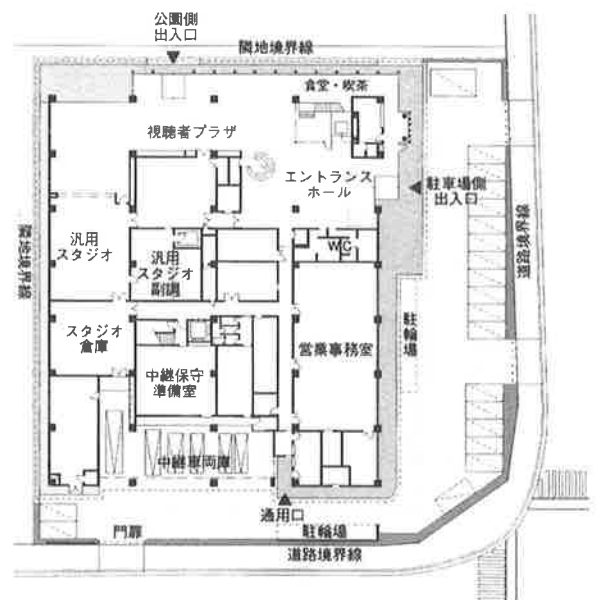 公園側
出入口
隣地境界線
食堂・喫茶
視聴者プラザ
エントランス
ホール
駐車場側
出入口
WC
汎用
スタジオ
汎用
スタジオ
副調
隣地境界線
道路境界線
スタジオ
倉庫
営業事務室
駐輪場
中継保守
準備室
中継車両庫
通用口
門扉
駐輪場
道路境界線